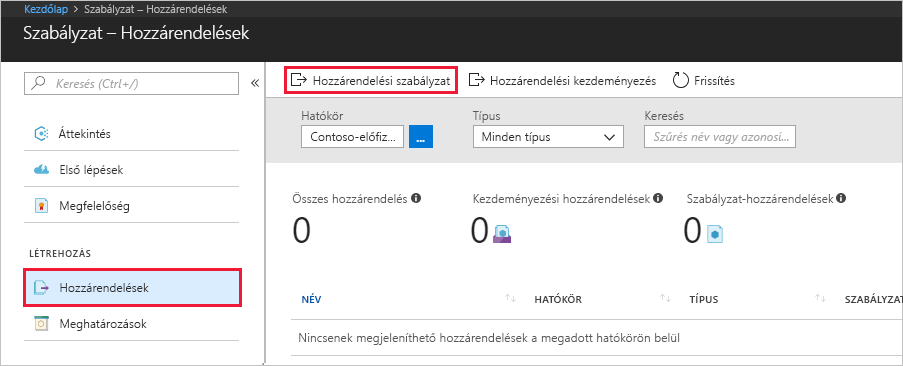 Kezdőlap > Szabályzat – Hozzárendelések
Szabályzat – Hozzárendelések
Keresés (Ctrl+/)
«
Áttekintés
Első lépések
Megfelelőség
LÉTREHOZÁS
Hozzárendelések
Meghatározások
Hozzárendelési szabályzat Hozzárendelési kezdeményezés Frissítés
Hatókör Típus Keresés
Contoso-előfiz... ... Minden típus Szűrés név vagy azonosí...
Összes hozzárendelés Kezdeményezési hozzárendelések Szabályzat-hozzárendelések
0 0 0
NÉV HATÓKÖR TÍPUS SZABÁLYZAT
Nincsenek megjeleníthető hozzárendelések a megadott hatókörön belül